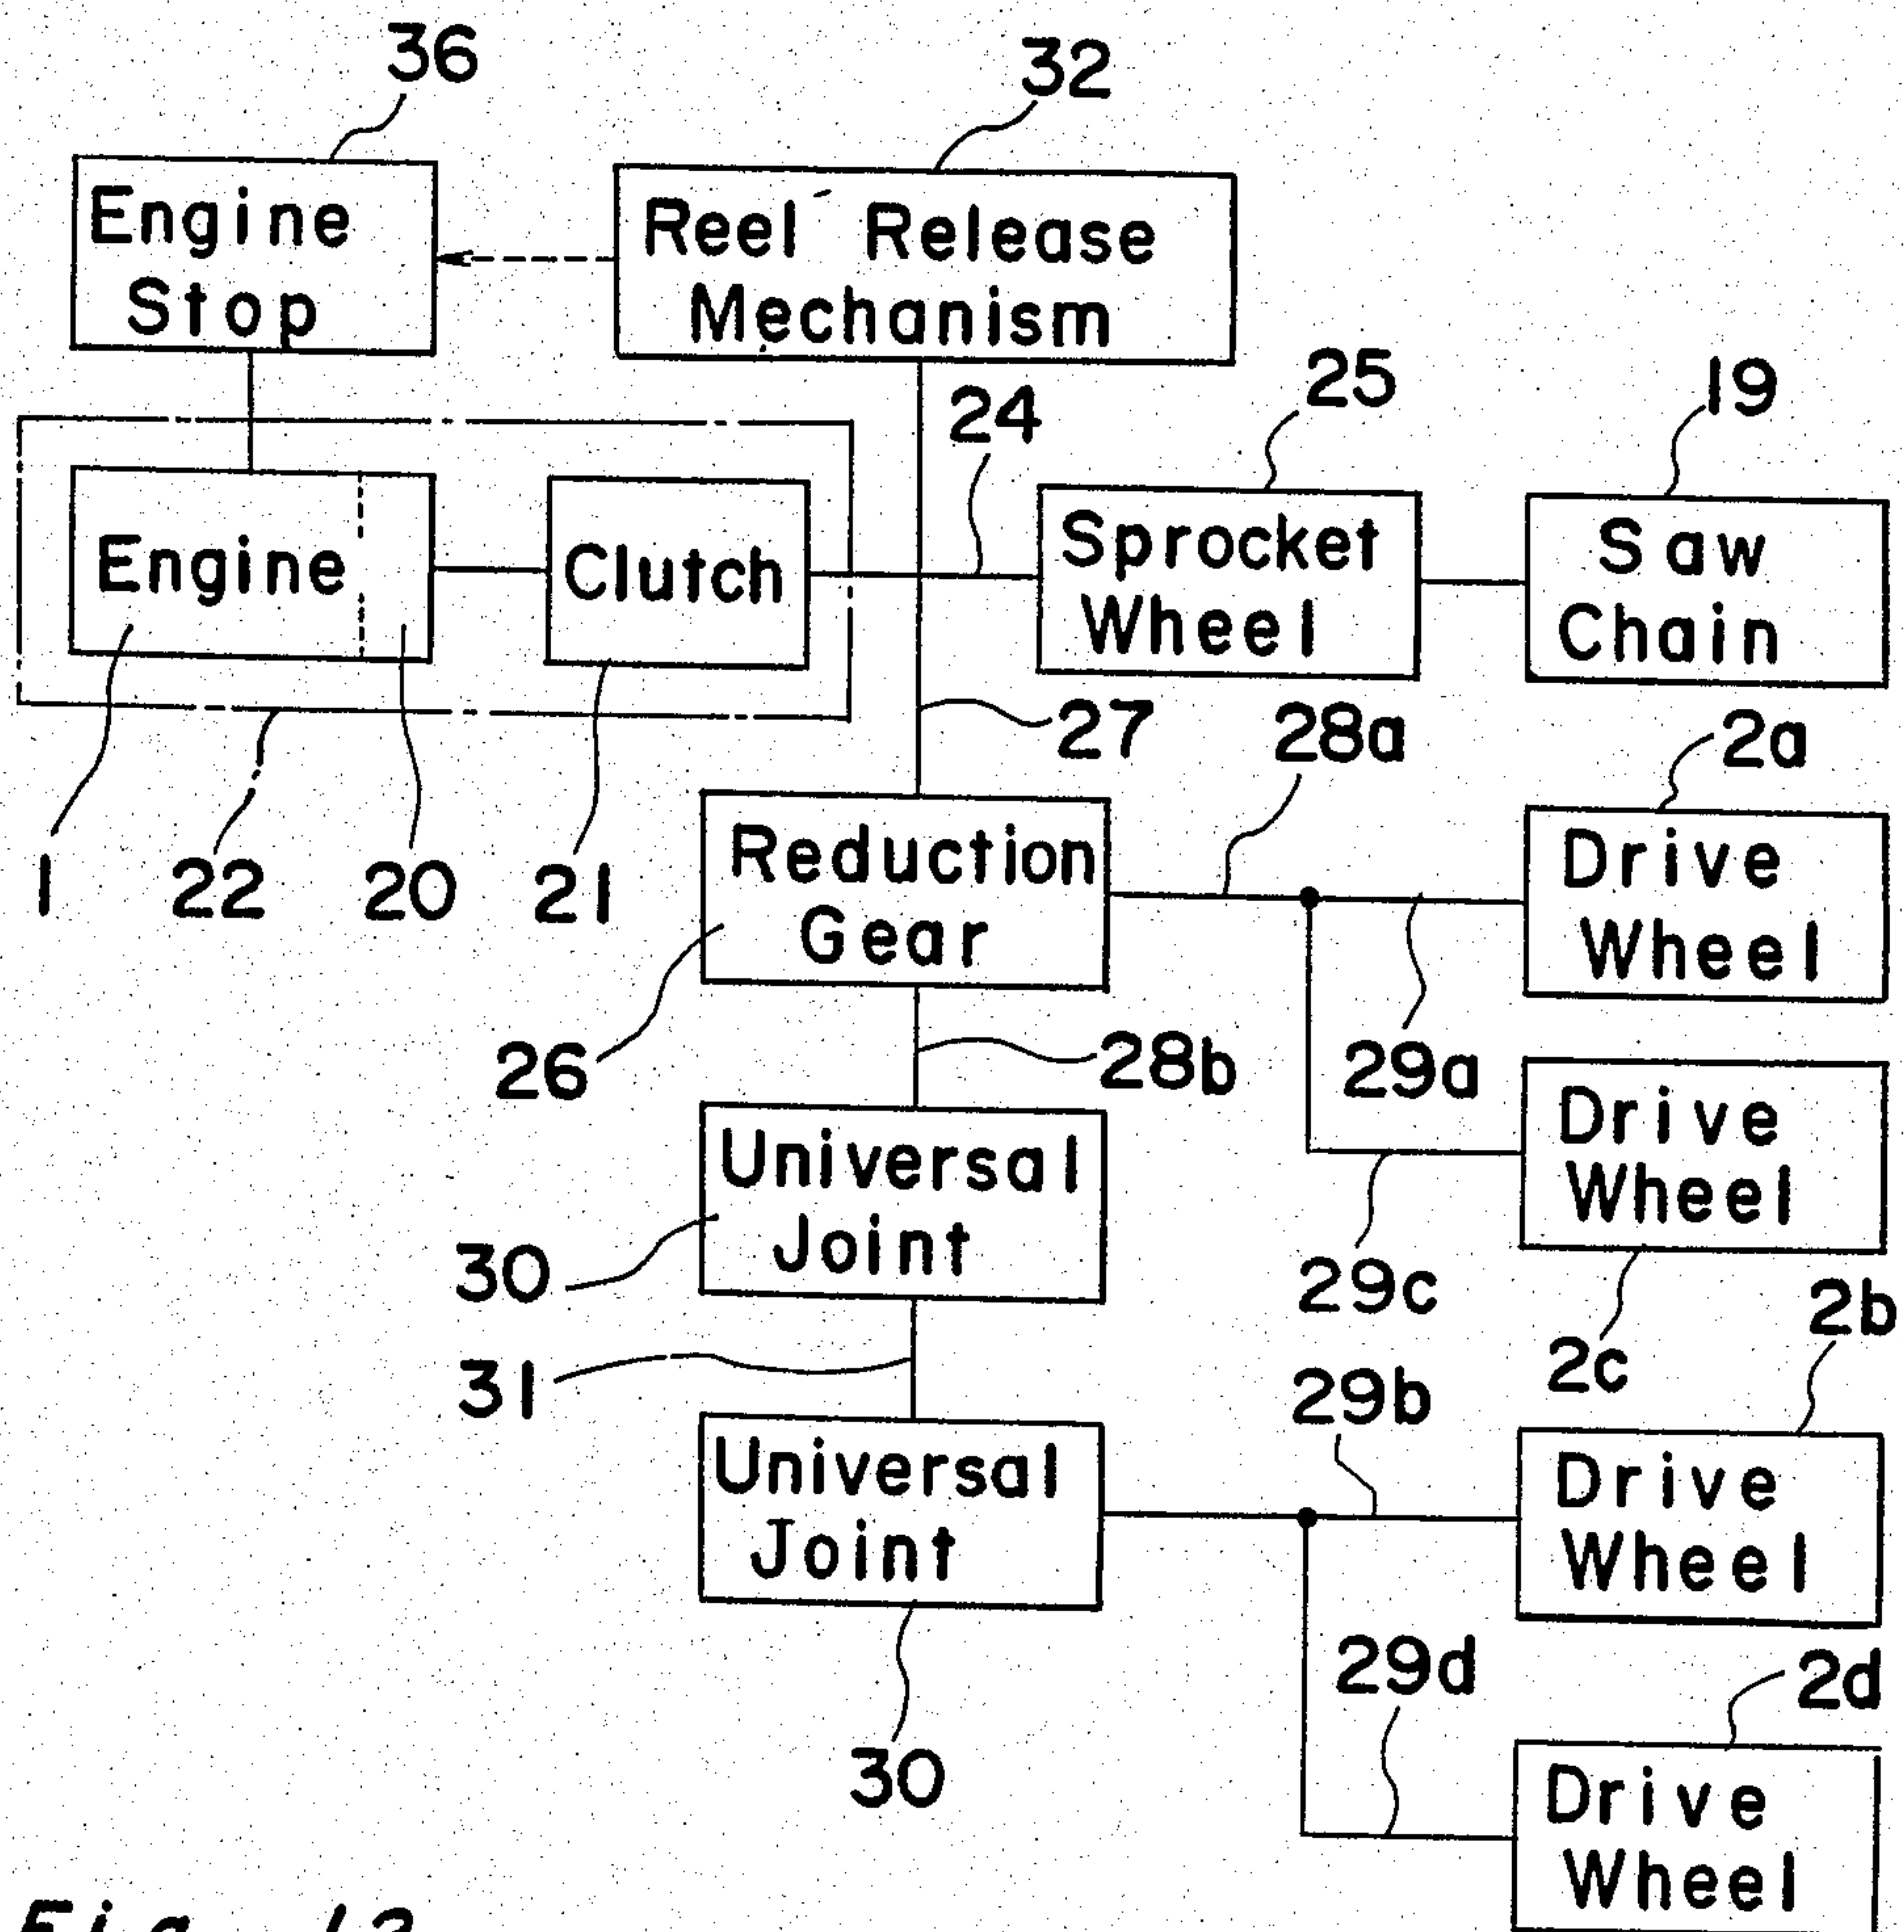 36
32
Engine
Stop
Reel Release
Mechanism
24
25
19
Engine
Clutch
Sprocket
Wheel
Saw
Chain
27
28a
2a
1
22
20
21
Reduction
Gear
Drive
Wheel
26
28b
29a
Universal
Joint
Drive
Wheel
30
29c
2c
2b
31
29b
Universal
Joint
Drive
Wheel
29d
2d
30
Drive
Wheel